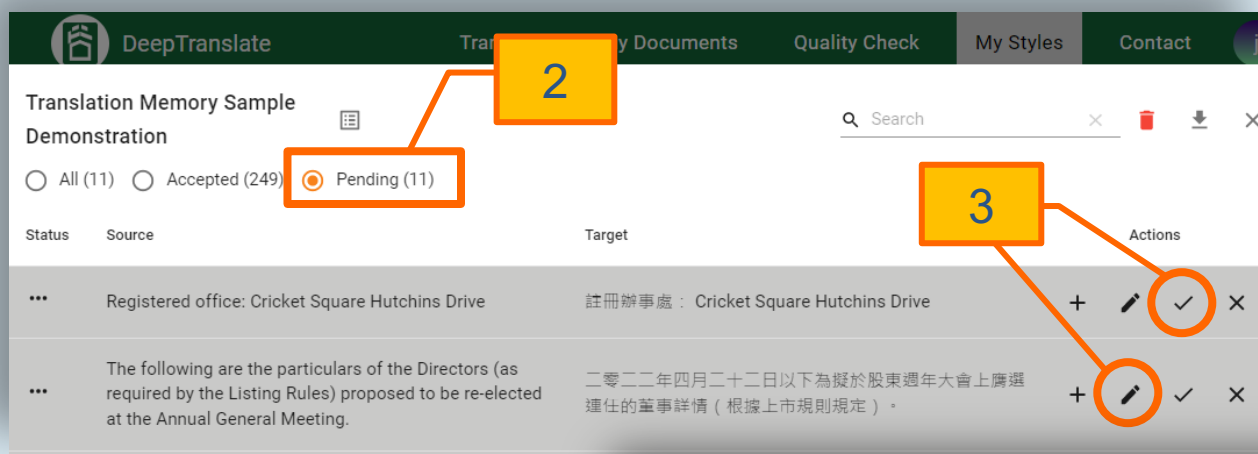 DeepTranslate
Tran
y Documents
Quality Check
My Styles
Contact
j
2
Translation Memory Sample
Demonstration
Search
All (11)
Accepted (249)
Pending (11)
3
Status
Source
Target
Actions
Registered office: Cricket Square Hutchins Drive
註冊辦事處： Cricket Square Hutchins Drive
The following are the particulars of the Directors (as
required by the Listing Rules) proposed to be re-elected
at the Annual General Meeting.
二零二二年四月二十二日以下為擬於股東週年大會上膺選
連任的董事詳情（根據上市規則規定）。